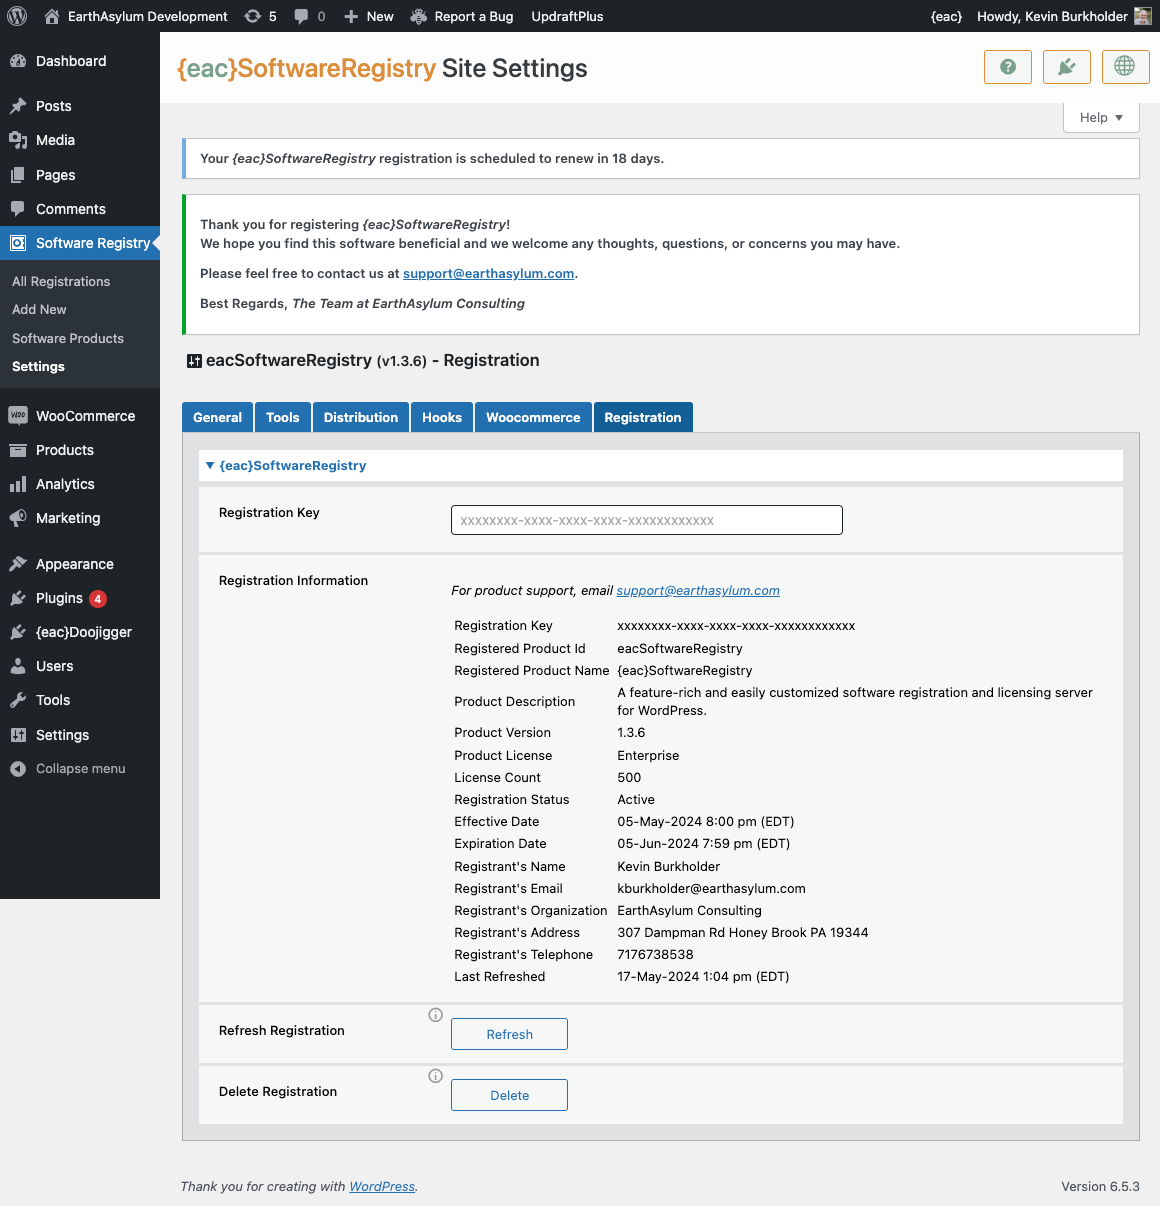 EarthAsylum Development 5 0 New Report a Bug UpdraftPlus {eac} Howdy, Kevin Burkholder
Dashboard
Posts
Media
Pages
Comments
Software Registry
All Registrations
Add New
Software Products
Settings
WOO WooCommerce
Products
Analytics
Marketing
Appearance
Plugins 4
{eac}Doojigger
Users
Tools
Settings
Collapse menu
{eac}SoftwareRegistry Site Settings
Help
Your {eac}SoftwareRegistry registration is scheduled to renew in 18 days.
Thank you for registering {eac}SoftwareRegistry!
We hope you find this software beneficial and we welcome any thoughts, questions, or concerns you may have.
Please feel free to contact us at support@earthasylum.com.
Best Regards, The Team at EarthAsylum Consulting
eacSoftwareRegistry (v1.3.6) - Registration
General Tools Distribution Hooks Woocommerce Registration
{eac}SoftwareRegistry
Registration Key xxxxxxxx-xxxx-xxxx-xxxx-xxxxxxxxxxxx
Registration Information
For product support, email support@earthasylum.com
Registration Key xxxxxxxx-xxxx-xxxx-xxxx-xxxxxxxxxxxx
Registered Product Id eacSoftwareRegistry
Registered Product Name {eac}SoftwareRegistry
Product Description A feature-rich and easily customized software registration and licensing server
for WordPress.
Product Version 1.3.6
Product License Enterprise
License Count 500
Registration Status Active
Effective Date 05-May-2024 8:00 pm (EDT)
Expiration Date 05-Jun-2024 7:59 pm (EDT)
Registrant's Name Kevin Burkholder
Registrant's Email kburkholder@earthasylum.com
Registrant's Organization EarthAsylum Consulting
Registrant's Address 307 Dampman Rd Honey Brook PA 19344
Registrant's Telephone 7176738538
Last Refreshed 17-May-2024 1:04 pm (EDT)
Refresh Registration Refresh
Delete Registration Delete
Thank you for creating with WordPress. Version 6.5.3